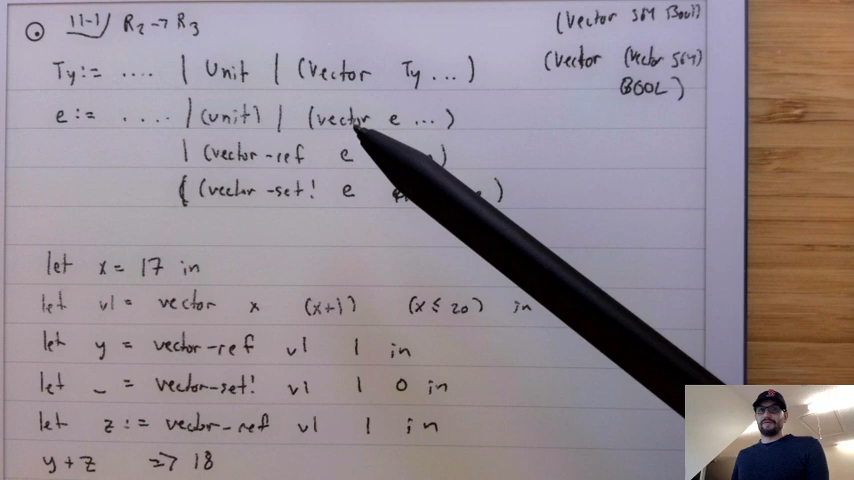 11-1 R2 → R3
(Vector S64 Bool)
Ty := .... | Unit | (Vector Ty ...)
(Vector (Vector S64)
BOOL)
e := .... | (unit) | (vector e ...)
| (vector-ref e )
| (vector-set! e e)
let x = 17 in
let v1 = vector x (x+1) (x ≤ 20) in
let y = vector-ref v1 1 in
let _ = vector-set! v1 1 0 in
let z := vector-ref v1 1 in
y + z => 18